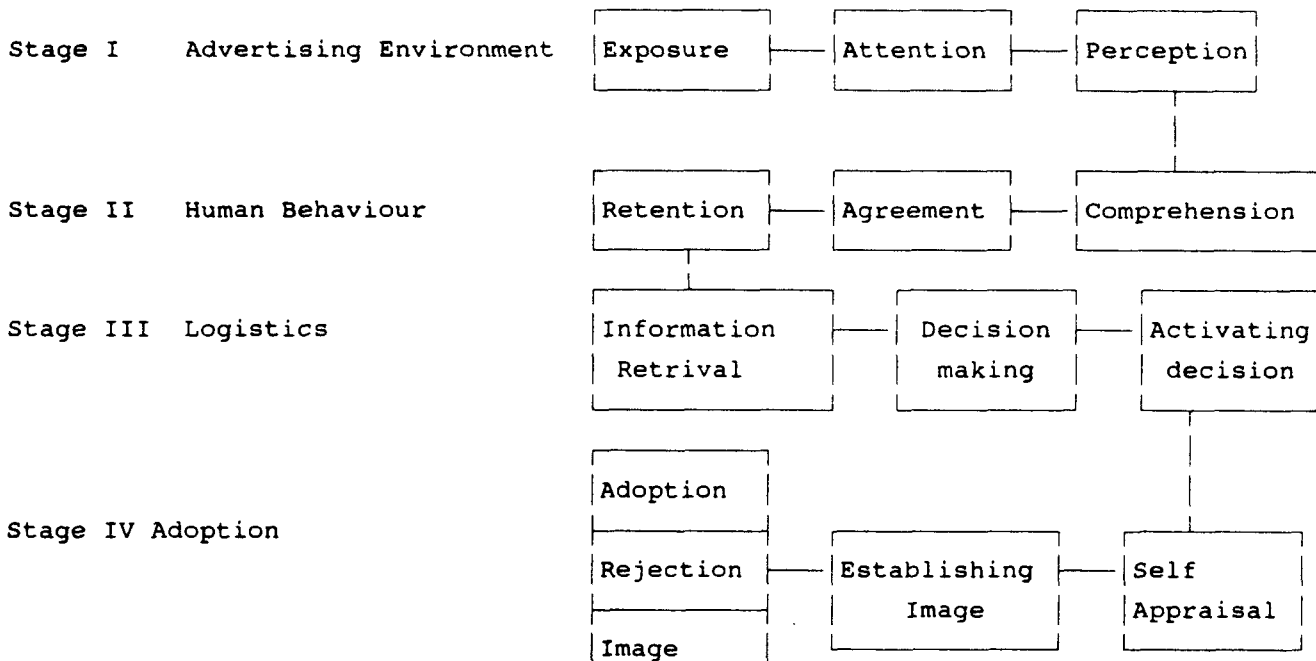 Stage I Advertising Environment Exposure Attention Perception
Stage II Human Behaviour Retention Agreement Comprehension
Stage III Logistics Information Decision Activating
Retrival making decision
Adoption
Stage IV Adoption
Rejection Establishing Self
Image Appraisal
Image